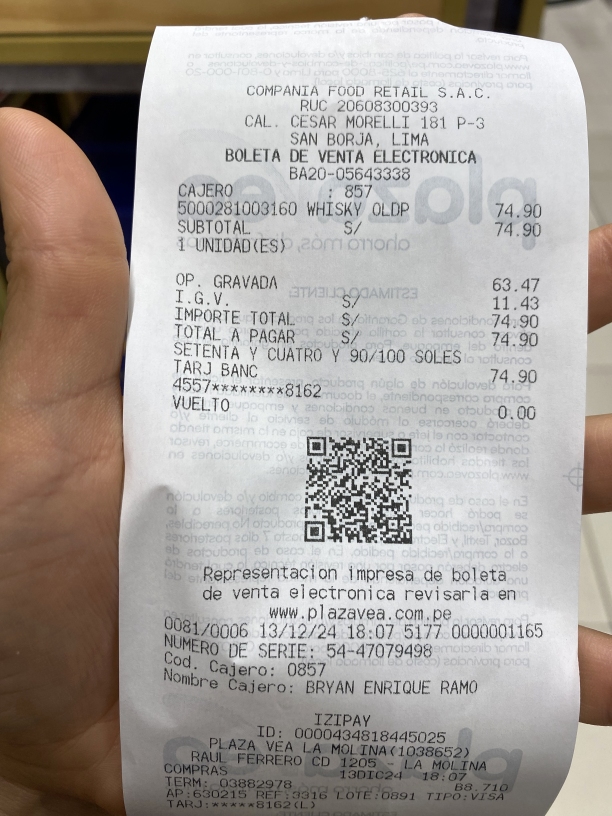 COMPANIA FOOD RETAIL S.A.C.
RUC 20608300393
CAL. CESAR MORELLI 181 P-3
SAN BORJA, LIMA
BOLETA DE VENTA ELECTRONICA
BA20-05643338
CAJERO : 857
5000281003160 WHISKY OLDP 74.90
SUBTOTAL S/ 74.90
1 UNIDAD(ES)
OP. GRAVADA 63.47
I.G.V. S/ 11.43
IMPORTE TOTAL S/ 74.90
TOTAL A PAGAR S/ 74.90
SETENTA Y CUATRO Y 90/100 SOLES
TARJ BANC 74.90
4557********8162
VUELTO 0.00
Representacion impresa de boleta
de venta electronica revisarla en
www.plazavea.com.pe
0081/0006 13/12/24 18:07 5177 0000001165
NUMERO DE SERIE: 54-47079498
Cod. Cajero: 0857
Nombre Cajero: BRYAN ENRIQUE RAMO
IZIPAY
ID: 0000434818445025
PLAZA VEA LA MOLINA(1038652)
RAUL FERRERO CD 1205 - LA MOLINA
COMPRAS 13DIC24 18:07
TERM: 03882978 B8.710
AP:630215 REF:3316 LOTE:0891 TIPO:VISA
TARJ:*****8162(L)